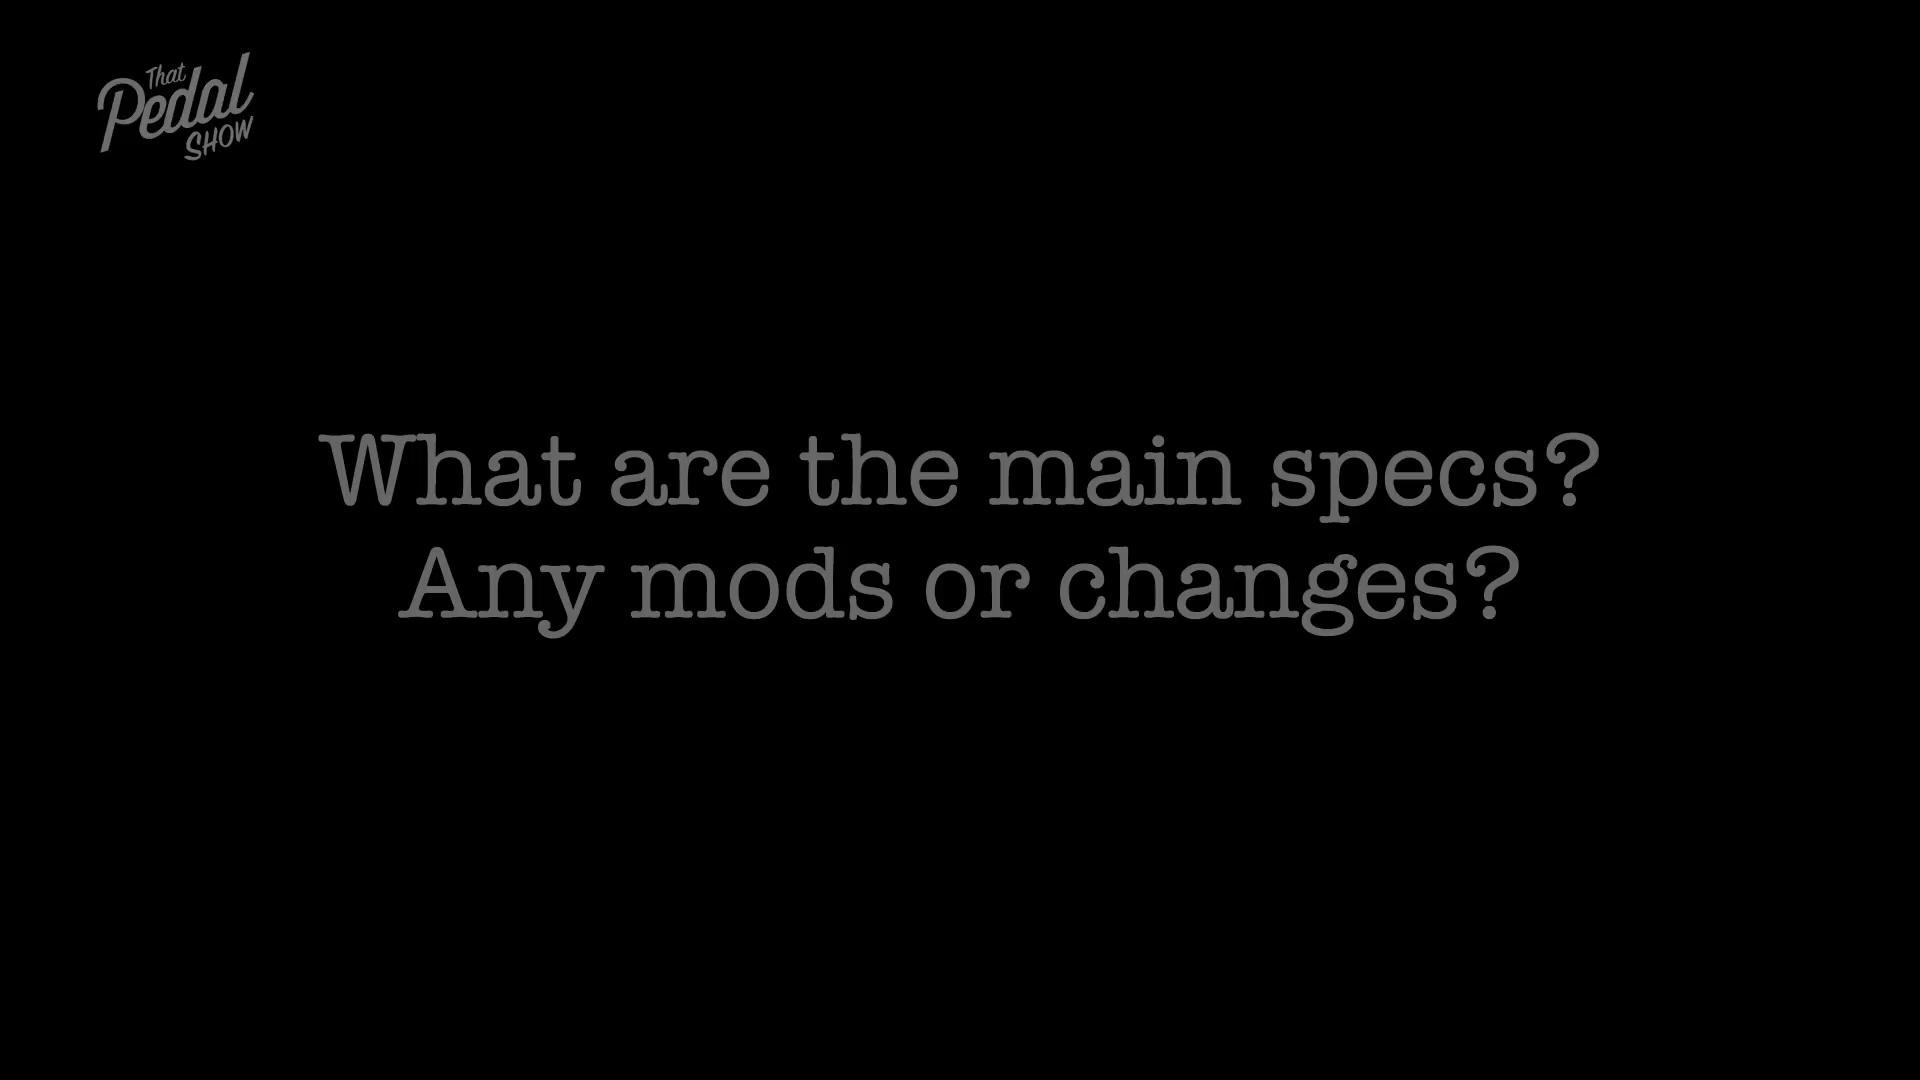 That
Pedal
SHOW
What are the main specs?
Any mods or changes?